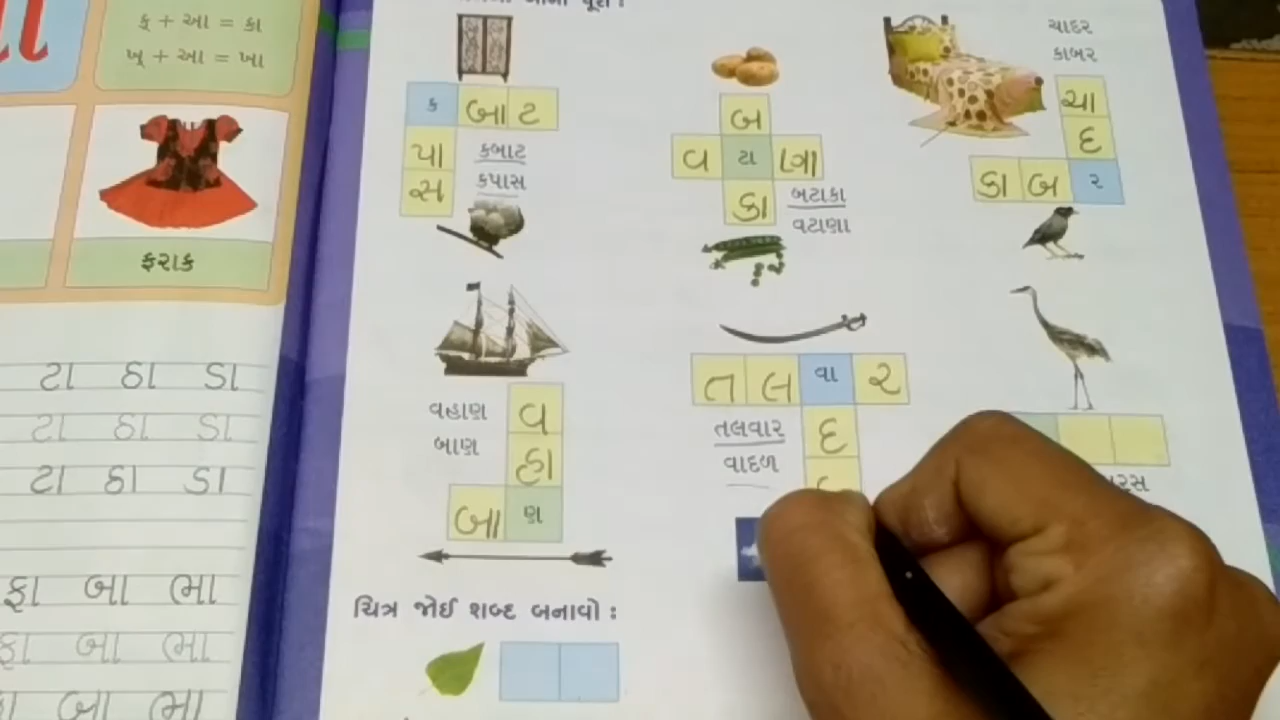 ક્ + આ = કા
ખ્ + આ = ખા
ફરાક
ટા ઠા ડા
ટા ઠા ડા
ટા ઠા ડા
ફા બા ભા
ફા બા ભા
બા ભા
ક બા ટ
પા
સ
કબાટ
કપાસ
બ
વ ટા ણા
કા
બટાકા
વટાણા
ચાદર
કાબર
ચા
દ
કા બ ર
વહાણ
બાણ
વ
હા
બા ણ
ત લ વા ર
દ
તલવાર
વાદળ
ચિત્ર જોઈ શબ્દ બનાવો :